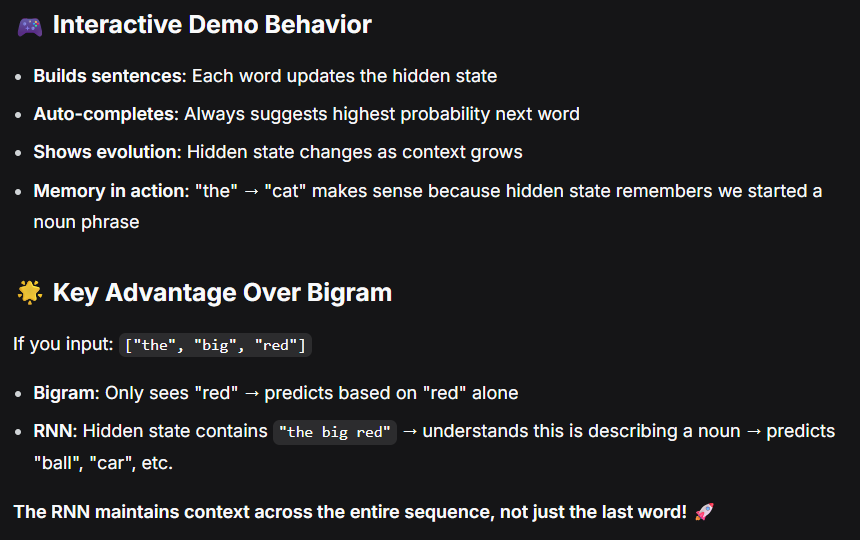 🎮 Interactive Demo Behavior
• Builds sentences: Each word updates the hidden state
• Auto-completes: Always suggests highest probability next word
• Shows evolution: Hidden state changes as context grows
• Memory in action: "the" → "cat" makes sense because hidden state remembers we started a
noun phrase
🌟 Key Advantage Over Bigram
If you input: ["the", "big", "red"]
• Bigram: Only sees "red" → predicts based on "red" alone
• RNN: Hidden state contains "the big red" → understands this is describing a noun → predicts
"ball", "car", etc.
The RNN maintains context across the entire sequence, not just the last word! 🚀